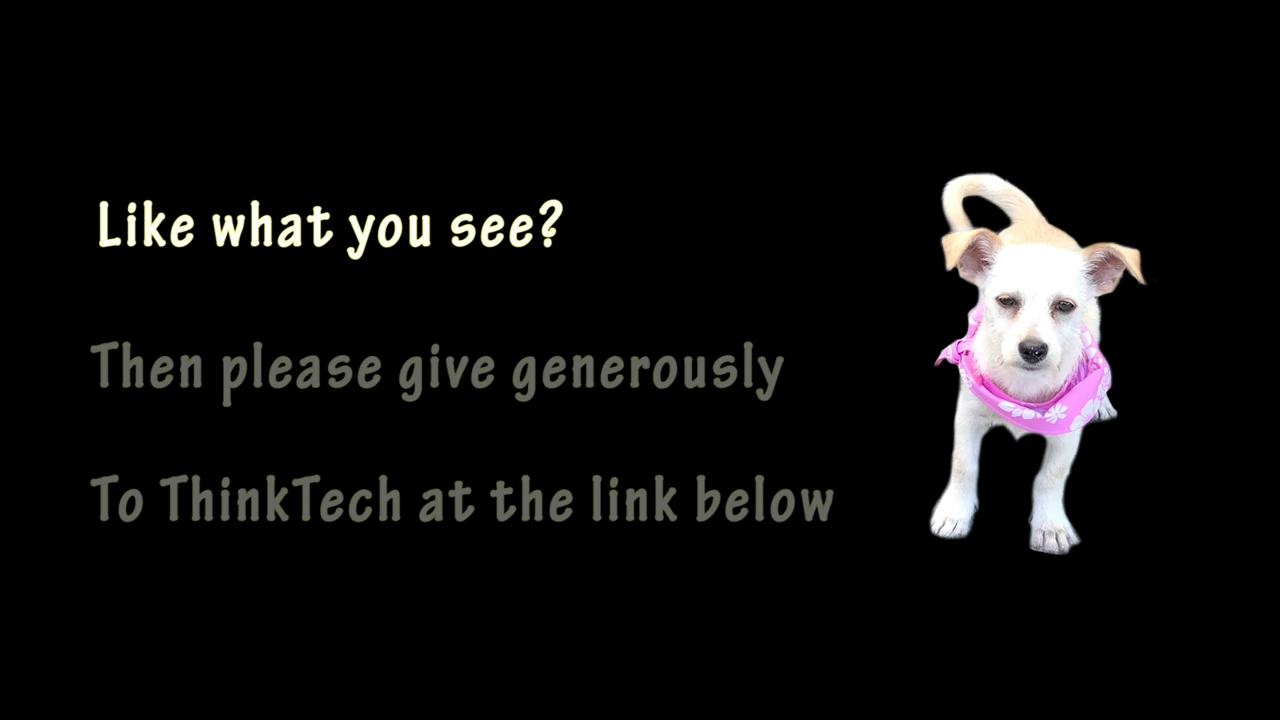 Like what you see?
Then please give generously
To ThinkTech at the link below